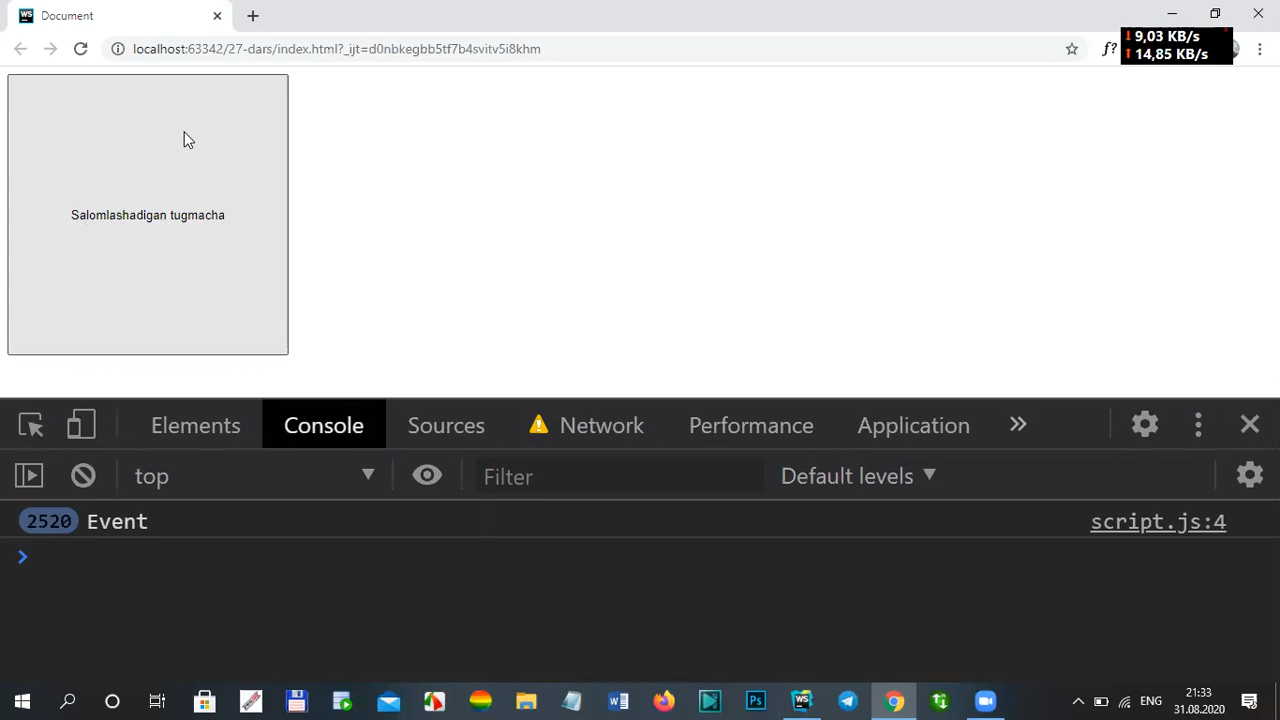 Document
localhost:63342/27-dars/index.html?_ijt=d0nbkegbb5tf7b4svitv5i8khm
f?
9,03 KB/s
14,85 KB/s
Salomlashadigan tugmacha
Elements Console Sources Network Performance Application
top Filter Default levels
2520 Event script.js:4
ENG
21:33
31.08.2020